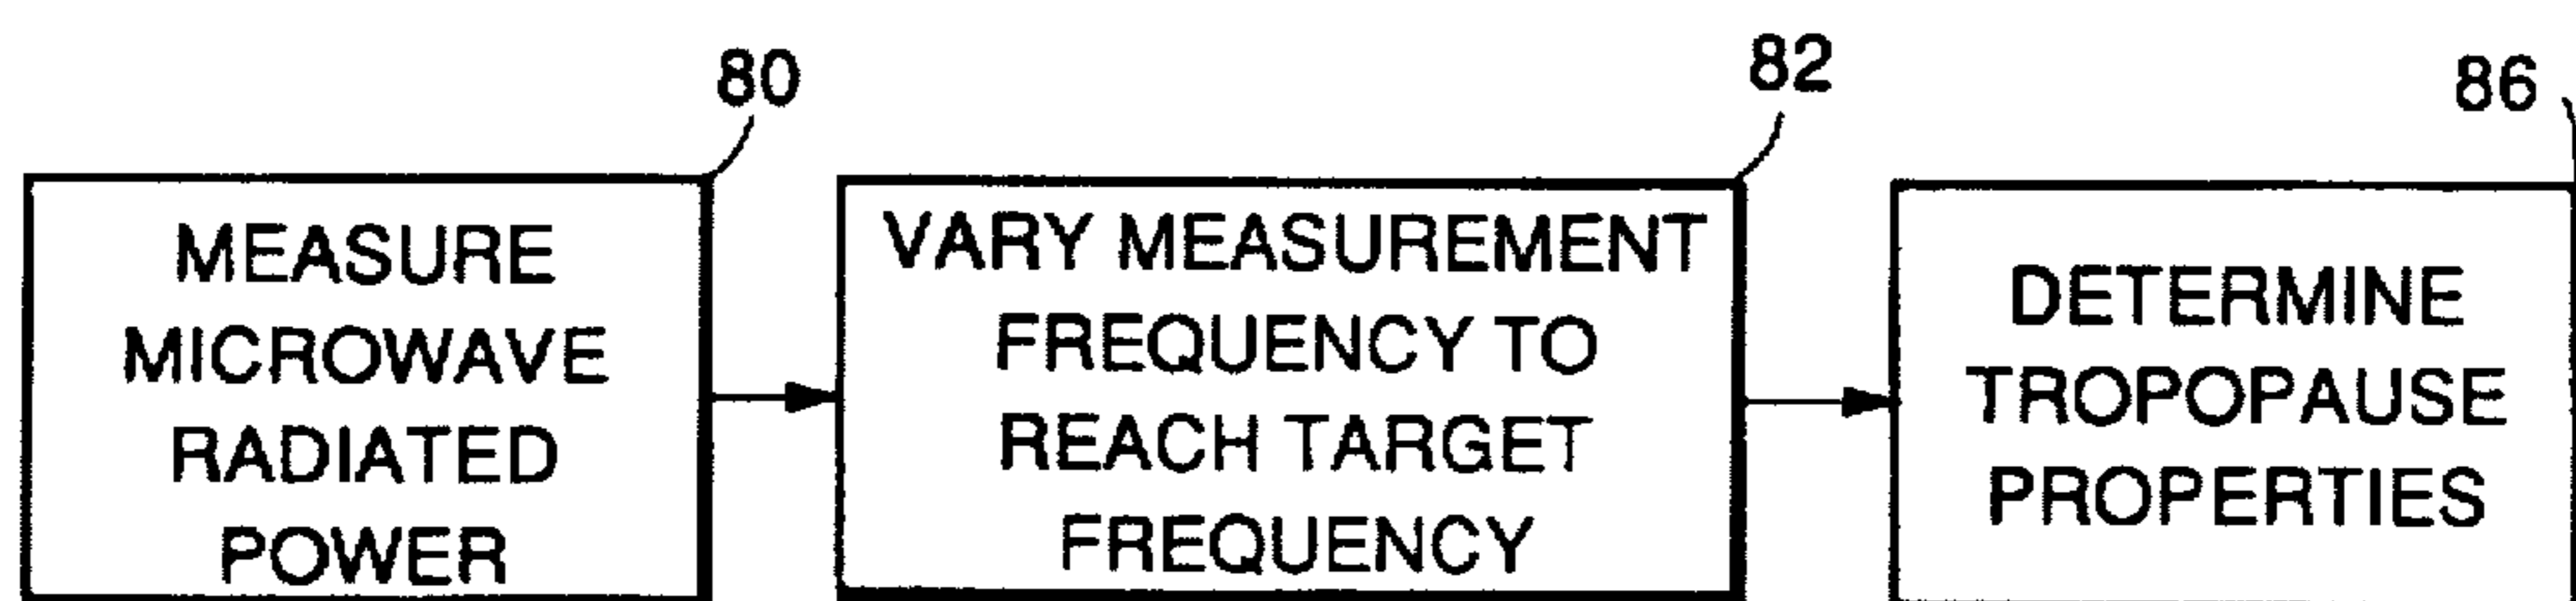 80
82
86
MEASURE
MICROWAVE
RADIATED
POWER
VARY MEASUREMENT
FREQUENCY TO
REACH TARGET
FREQUENCY
DETERMINE
TROPOPAUSE
PROPERTIES